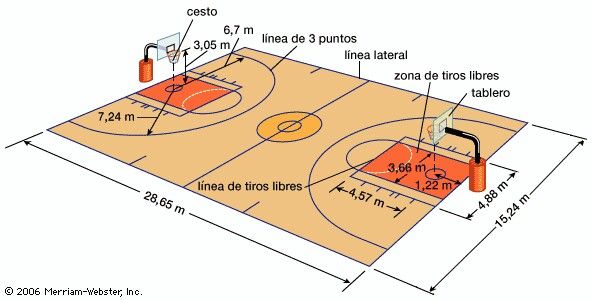 cesto
6,7 m
3,05 m
línea de 3 puntos
línea lateral
zona de tiros libres
tablero
7,24 m
línea de tiros libres
3,66 m
1,22 m
4,57 m
4,88 m
15,24 m
28,65 m
© 2006 Merriam-Webster, Inc.